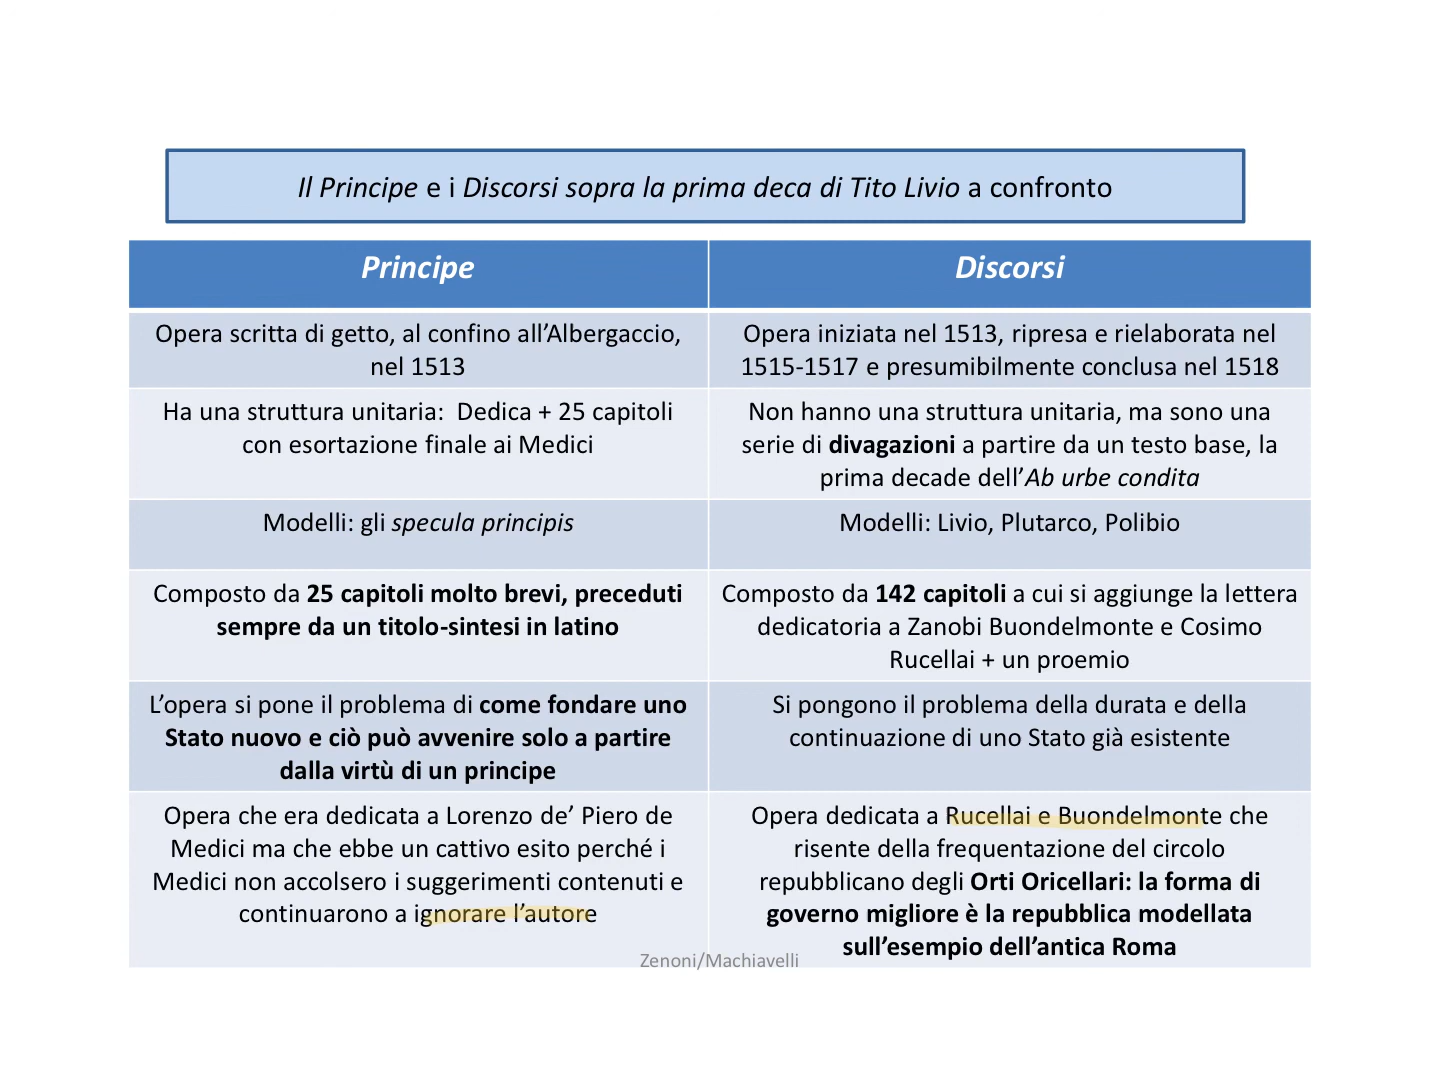 Il Principe e i Discorsi sopra la prima deca di Tito Livio a confronto
Principe
Discorsi
Opera scritta di getto, al confino all’Albergaccio,
nel 1513
Opera iniziata nel 1513, ripresa e rielaborata nel
1515-1517 e presumibilmente conclusa nel 1518
Ha una struttura unitaria:  Dedica + 25 capitoli
con esortazione finale ai Medici
Non hanno una struttura unitaria, ma sono una
serie di divagazioni a partire da un testo base, la
prima decade dell’Ab urbe condita
Modelli: gli specula principis
Modelli: Livio, Plutarco, Polibio
Composto da 25 capitoli molto brevi, preceduti
sempre da un titolo-sintesi in latino
Composto da 142 capitoli a cui si aggiunge la lettera
dedicatoria a Zanobi Buondelmonte e Cosimo
Rucellai + un proemio
L’opera si pone il problema di come fondare uno
Stato nuovo e ciò può avvenire solo a partire
dalla virtù di un principe
Si pongono il problema della durata e della
continuazione di uno Stato già esistente
Opera che era dedicata a Lorenzo de’ Piero de
Medici ma che ebbe un cattivo esito perché i
Medici non accolsero i suggerimenti contenuti e
continuarono a ignorare l’autore
Opera dedicata a Rucellai e Buondelmonte che
risente della frequentazione del circolo
repubblicano degli Orti Oricellari: la forma di
governo migliore è la repubblica modellata
sull’esempio dell’antica Roma
Zenoni/Machiavelli